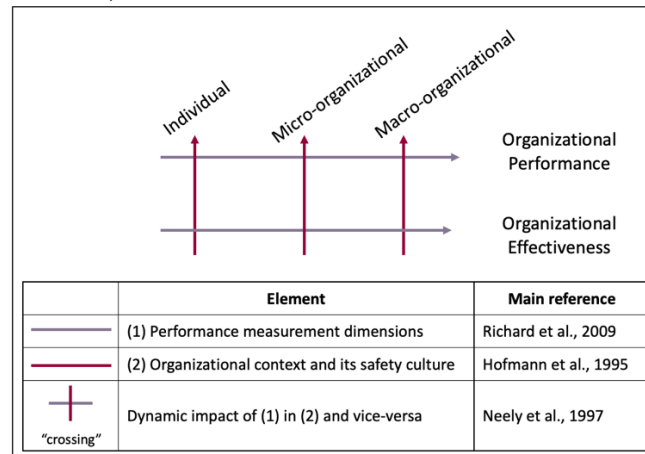 Individual
Micro-organizational
Macro-organizational
Organizational
Performance
Organizational
Effectiveness
Element Main reference
(1) Performance measurement dimensions Richard et al., 2009
(2) Organizational context and its safety culture Hofmann et al., 1995
Dynamic impact of (1) in (2) and vice-versa Neely et al., 1997
“crossing”